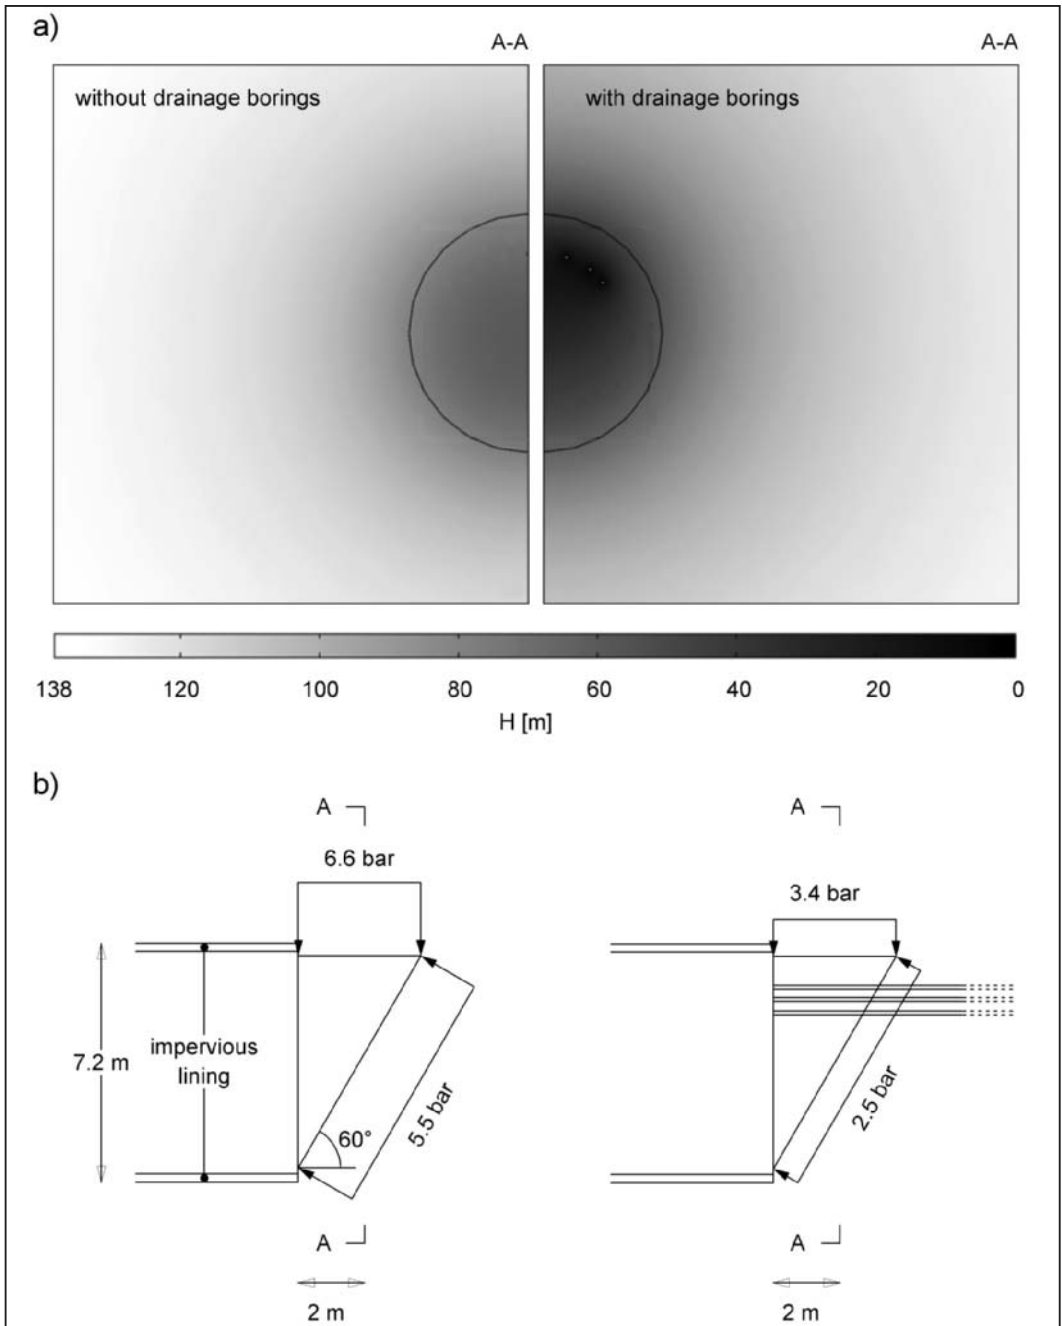 a)
A-A
A-A
without drainage borings
with drainage borings
138 120 100 80 60 40 20 0
H [m]
b)
A
A
6.6 bar
3.4 bar
7.2 m
impervious
lining
60°
5.5 bar
2.5 bar
A
A
2 m
2 m